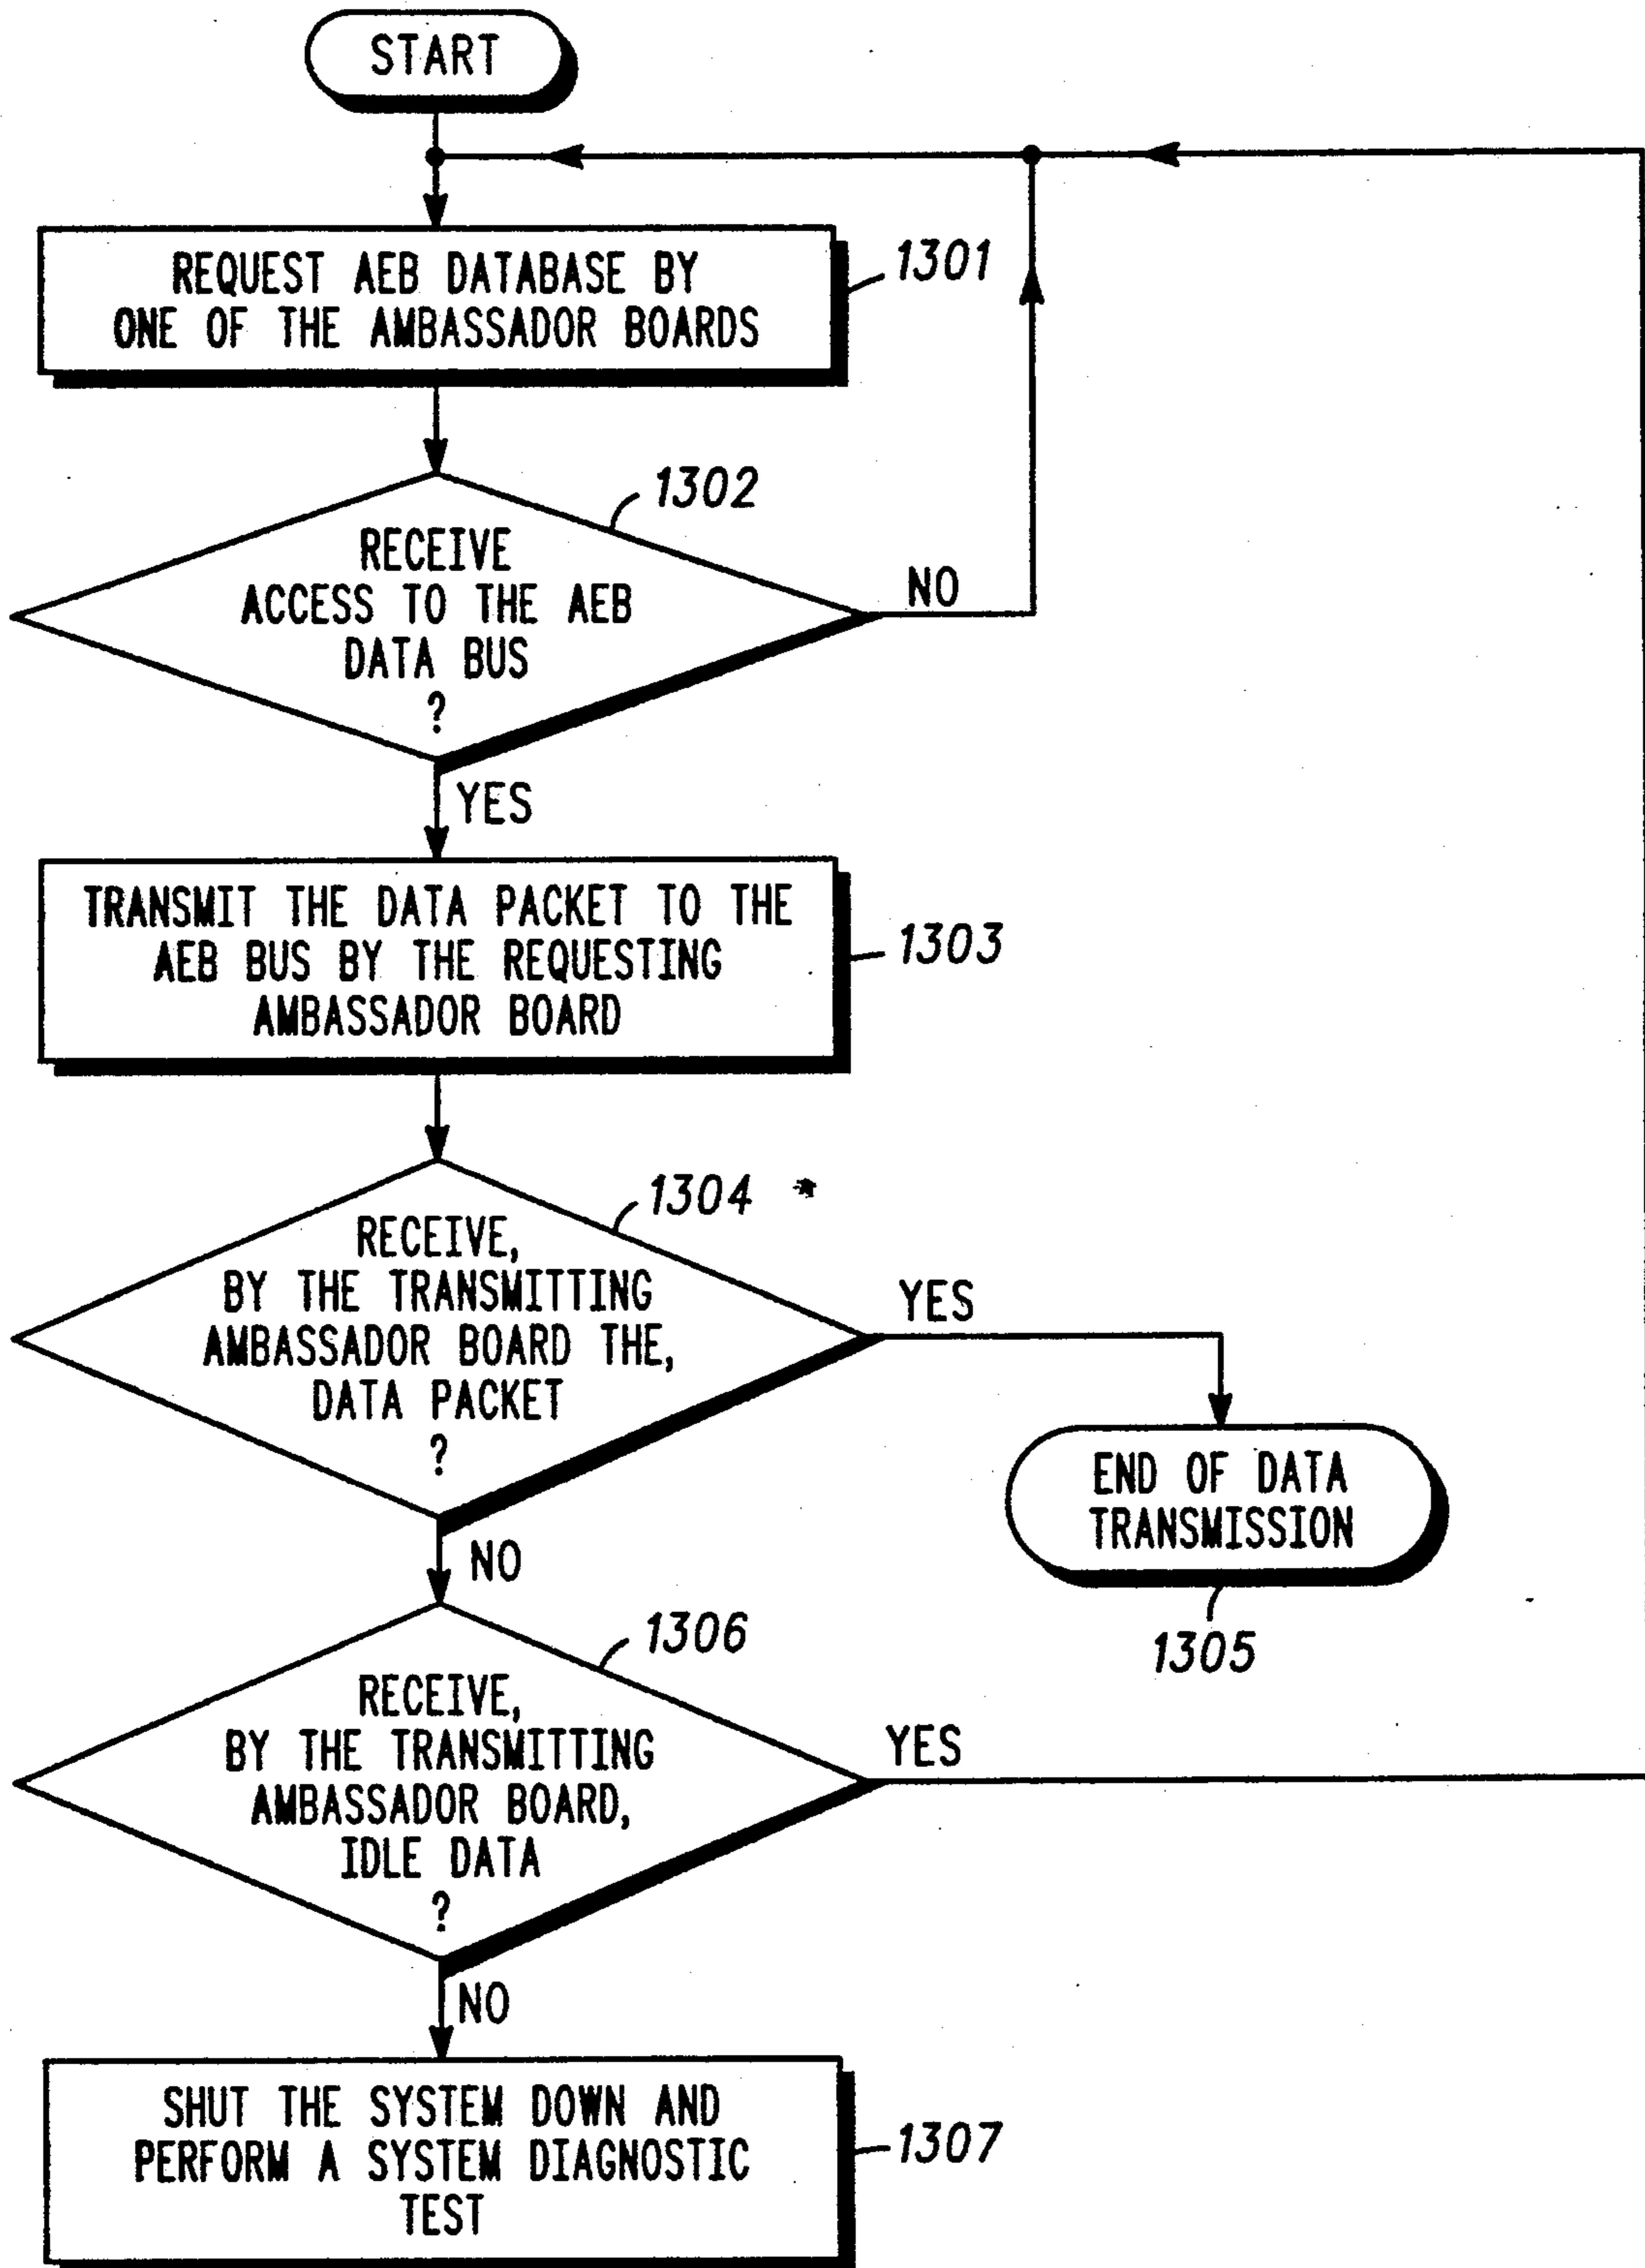 START
REQUEST AEB DATABASE BY
ONE OF THE AMBASSADOR BOARDS
1301
1302
RECEIVE
ACCESS TO THE AEB
DATA BUS
?
NO
YES
TRANSMIT THE DATA PACKET TO THE
AEB BUS BY THE REQUESTING
AMBASSADOR BOARD
1303
1304 *
RECEIVE,
BY THE TRANSMITTING
AMBASSADOR BOARD THE,
DATA PACKET
?
YES
END OF DATA
TRANSMISSION
1305
NO
1306
RECEIVE,
BY THE TRANSMITTING
AMBASSADOR BOARD,
IDLE DATA
?
YES
NO
SHUT THE SYSTEM DOWN AND
PERFORM A SYSTEM DIAGNOSTIC
TEST
1307